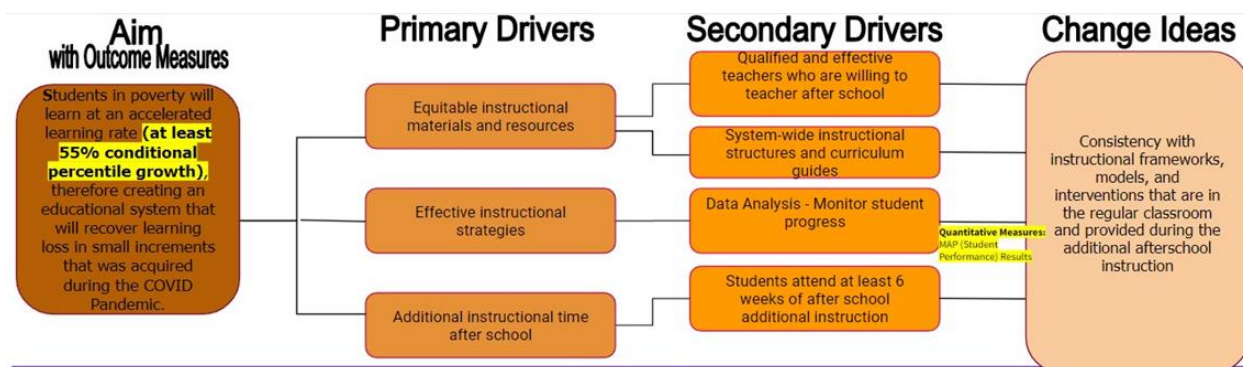 Aim
with Outcome Measures
Students in poverty will
learn at an accelerated
learning rate (at least
55% conditional
percentile growth),
therefore creating an
educational system that
will recover learning
loss in small increments
that was acquired
during the COVID
Pandemic.
Primary Drivers
Equitable instructional
materials and resources
Effective instructional
strategies
Additional instructional time
after school
Secondary Drivers
Qualified and effective
teachers who are willing to
teacher after school
System-wide instructional
structures and curriculum
guides
Data Analysis - Monitor student
progress
Quantitative Measures:
MAP (Student
Performance) Results
Students attend at least 6
weeks of after school
additional instruction
Change Ideas
Consistency with
instructional frameworks,
models, and
interventions that are in
the regular classroom
and provided during the
additional afterschool
instruction